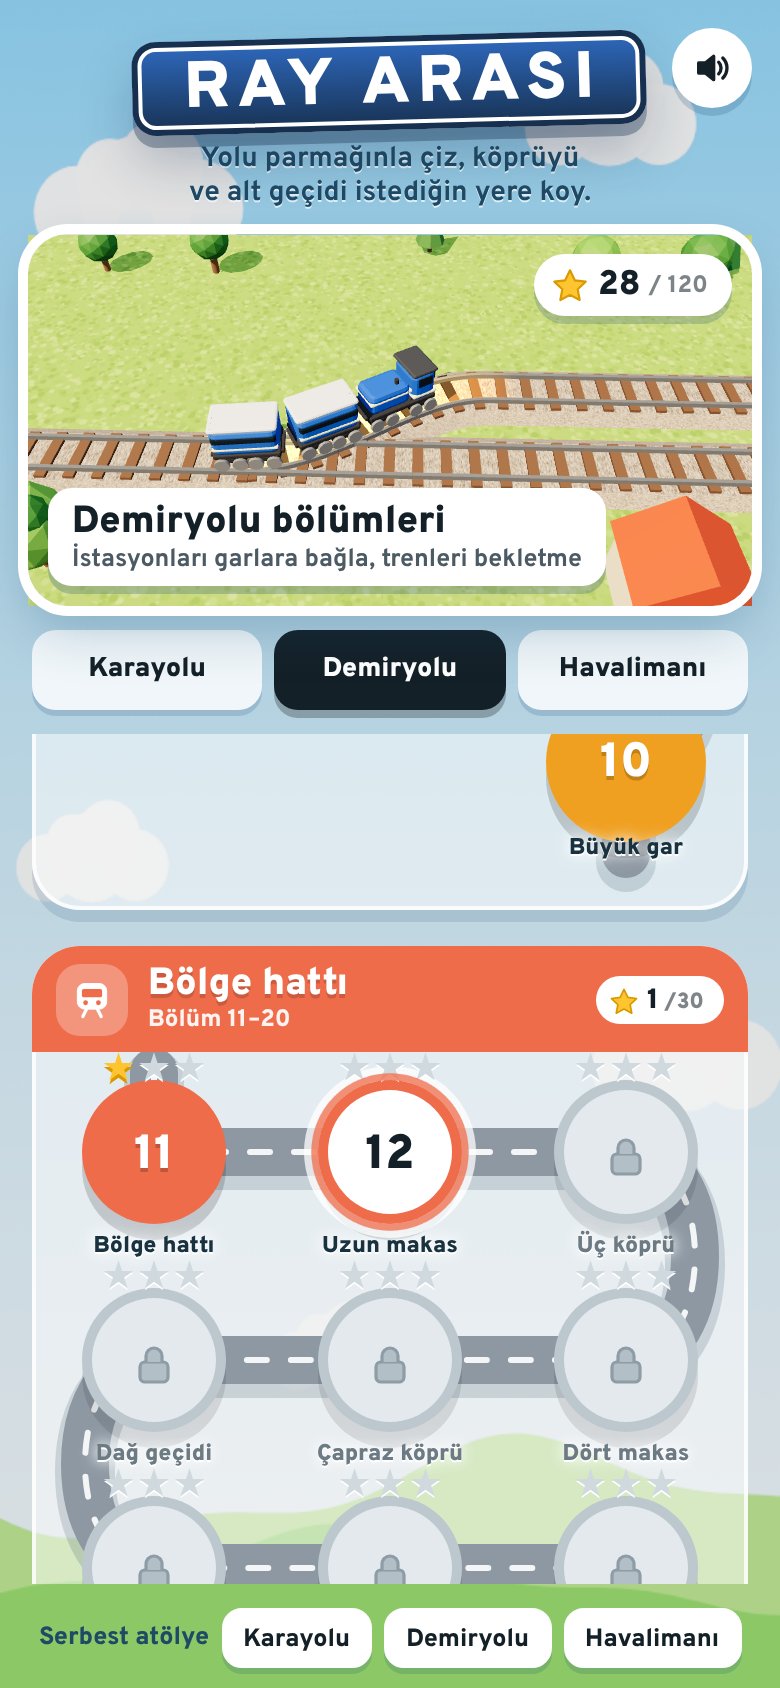 RAY ARASI
Yolu parmağınla çiz, köprüyü
ve alt geçidi istediğin yere koy.
28 / 120
Demiryolu bölümleri
İstasyonları garlara bağla, trenleri bekletme
Karayolu
Demiryolu
Havalimanı
10
Büyük gar
Bölge hattı
Bölüm 11–20
1 /30
11
12
Bölge hattı
Uzun makas
Üç köprü
Dağ geçidi
Çapraz köprü
Dört makas
Serbest atölye
Karayolu
Demiryolu
Havalimanı